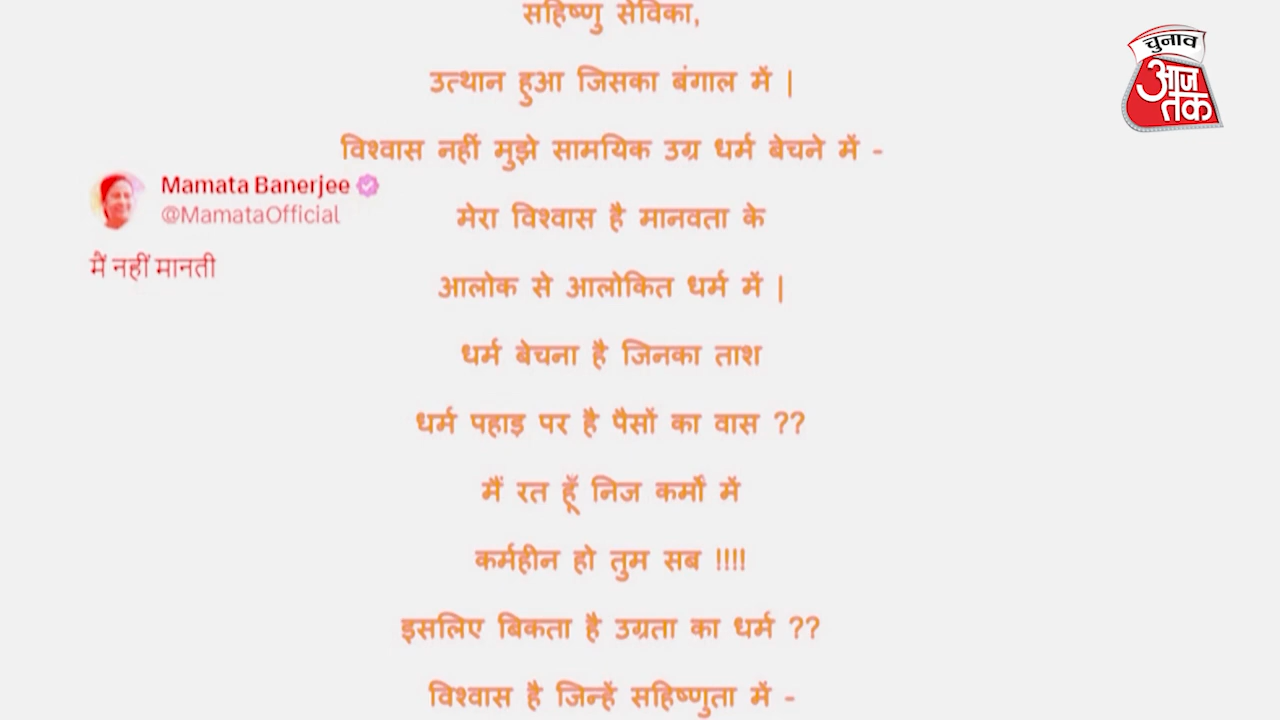 सहिष्णु सेविका,
उत्थान हुआ जिसका बंगाल में |
विश्वास नहीं मुझे सामयिक उग्र धर्म बेचने में -
Mamata Banerjee
@MamataOfficial
मैं नहीं मानती
मेरा विश्वास है मानवता के
आलोक से आलोकित धर्म में |
धर्म बेचना है जिनका ताश
धर्म पहाड़ पर है पैसों का वास ??
मैं रत हूँ निज कर्मों में
कर्महीन हो तुम सब !!!!
इसलिए बिकता है उग्रता का धर्म ??
विश्वास है जिन्हें सहिष्णुता में -
चुनाव
आज
तक